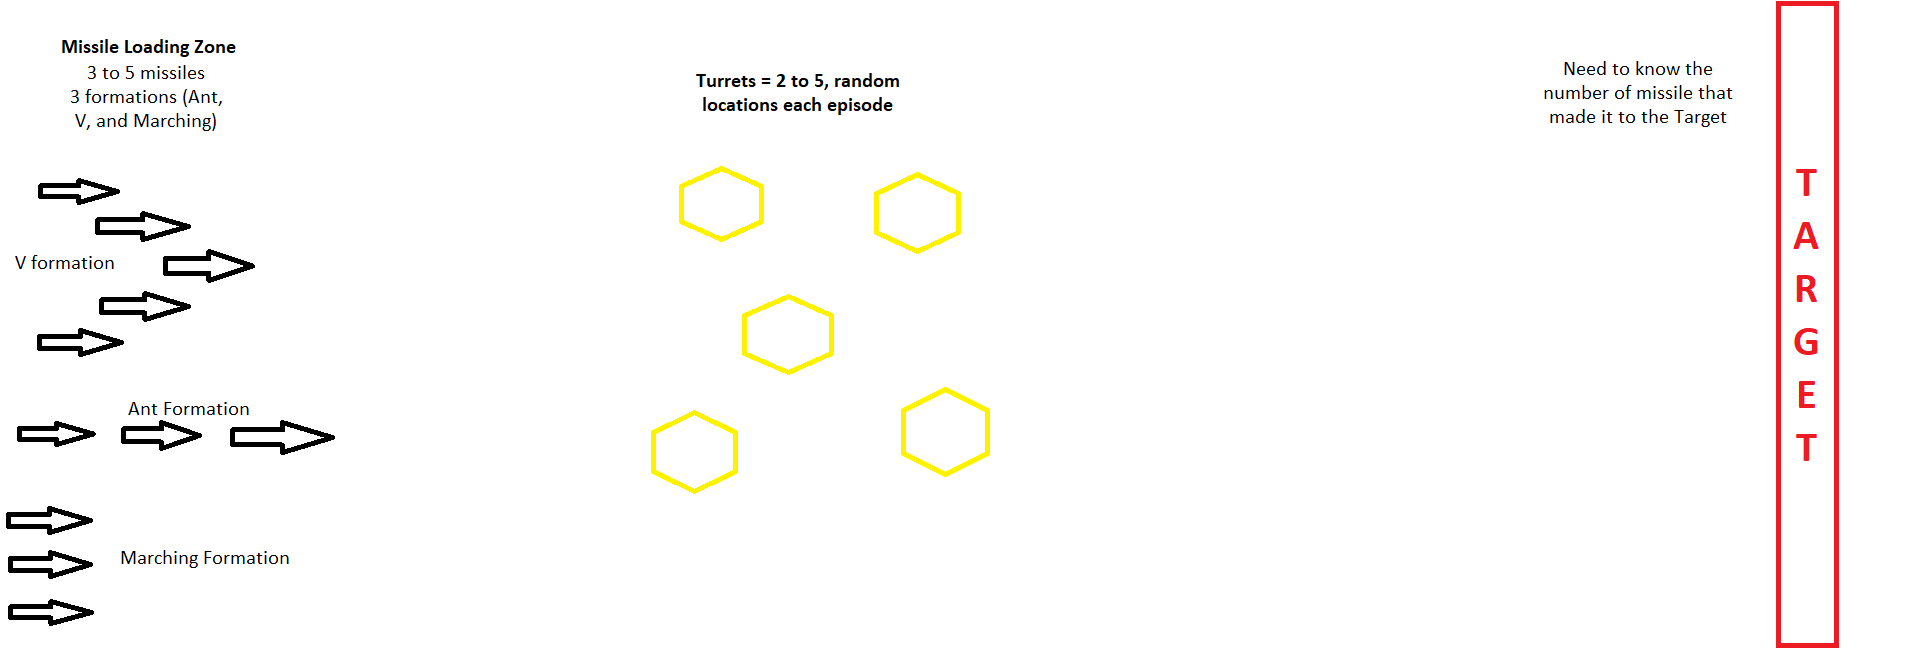 Missile Loading Zone
3 to 5 missiles
3 formations (Ant,
V, and Marching)
Turrets = 2 to 5, random
locations each episode
Need to know the
number of missile that
made it to the Target
V formation
Ant Formation
Marching Formation
T
A
R
G
E
T